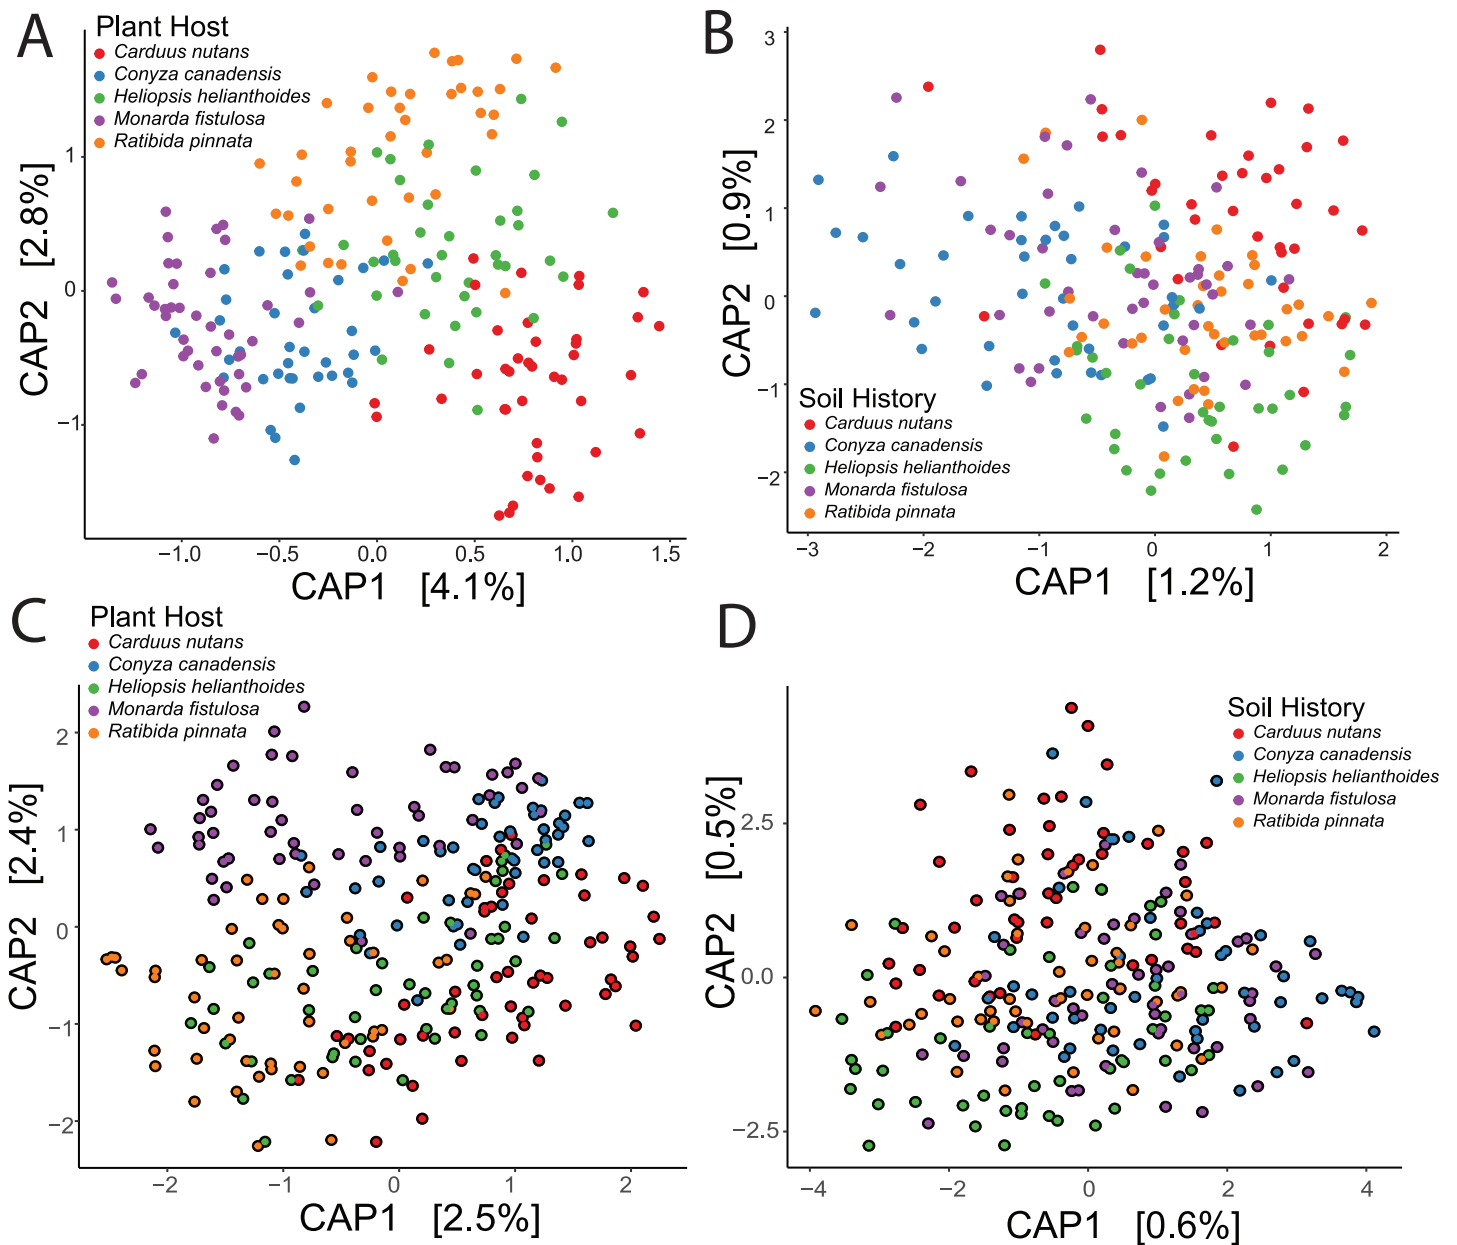 A
Plant Host
Carduus nutans
Conyza canadensis
Heliopsis helianthoides
Monarda fistulosa
Ratibida pinnata
1
0
−1
CAP2 [2.8%]
−1.0 −0.5 0.0 0.5 1.0 1.5
CAP1 [4.1%]
B
3
2
1
0
−1
−2
CAP2 [0.9%]
Soil History
Carduus nutans
Conyza canadensis
Heliopsis helianthoides
Monarda fistulosa
Ratibida pinnata
−3 −2 −1 0 1 2
CAP1 [1.2%]
C
Plant Host
Carduus nutans
Conyza canadensis
Heliopsis helianthoides
Monarda fistulosa
Ratibida pinnata
2
1
0
−1
−2
CAP2 [2.4%]
−2 −1 0 1 2
CAP1 [2.5%]
D
Soil History
Carduus nutans
Conyza canadensis
Heliopsis helianthoides
Monarda fistulosa
Ratibida pinnata
2.5
0.0
−2.5
CAP2 [0.5%]
−4 −2 0 2 4
CAP1 [0.6%]